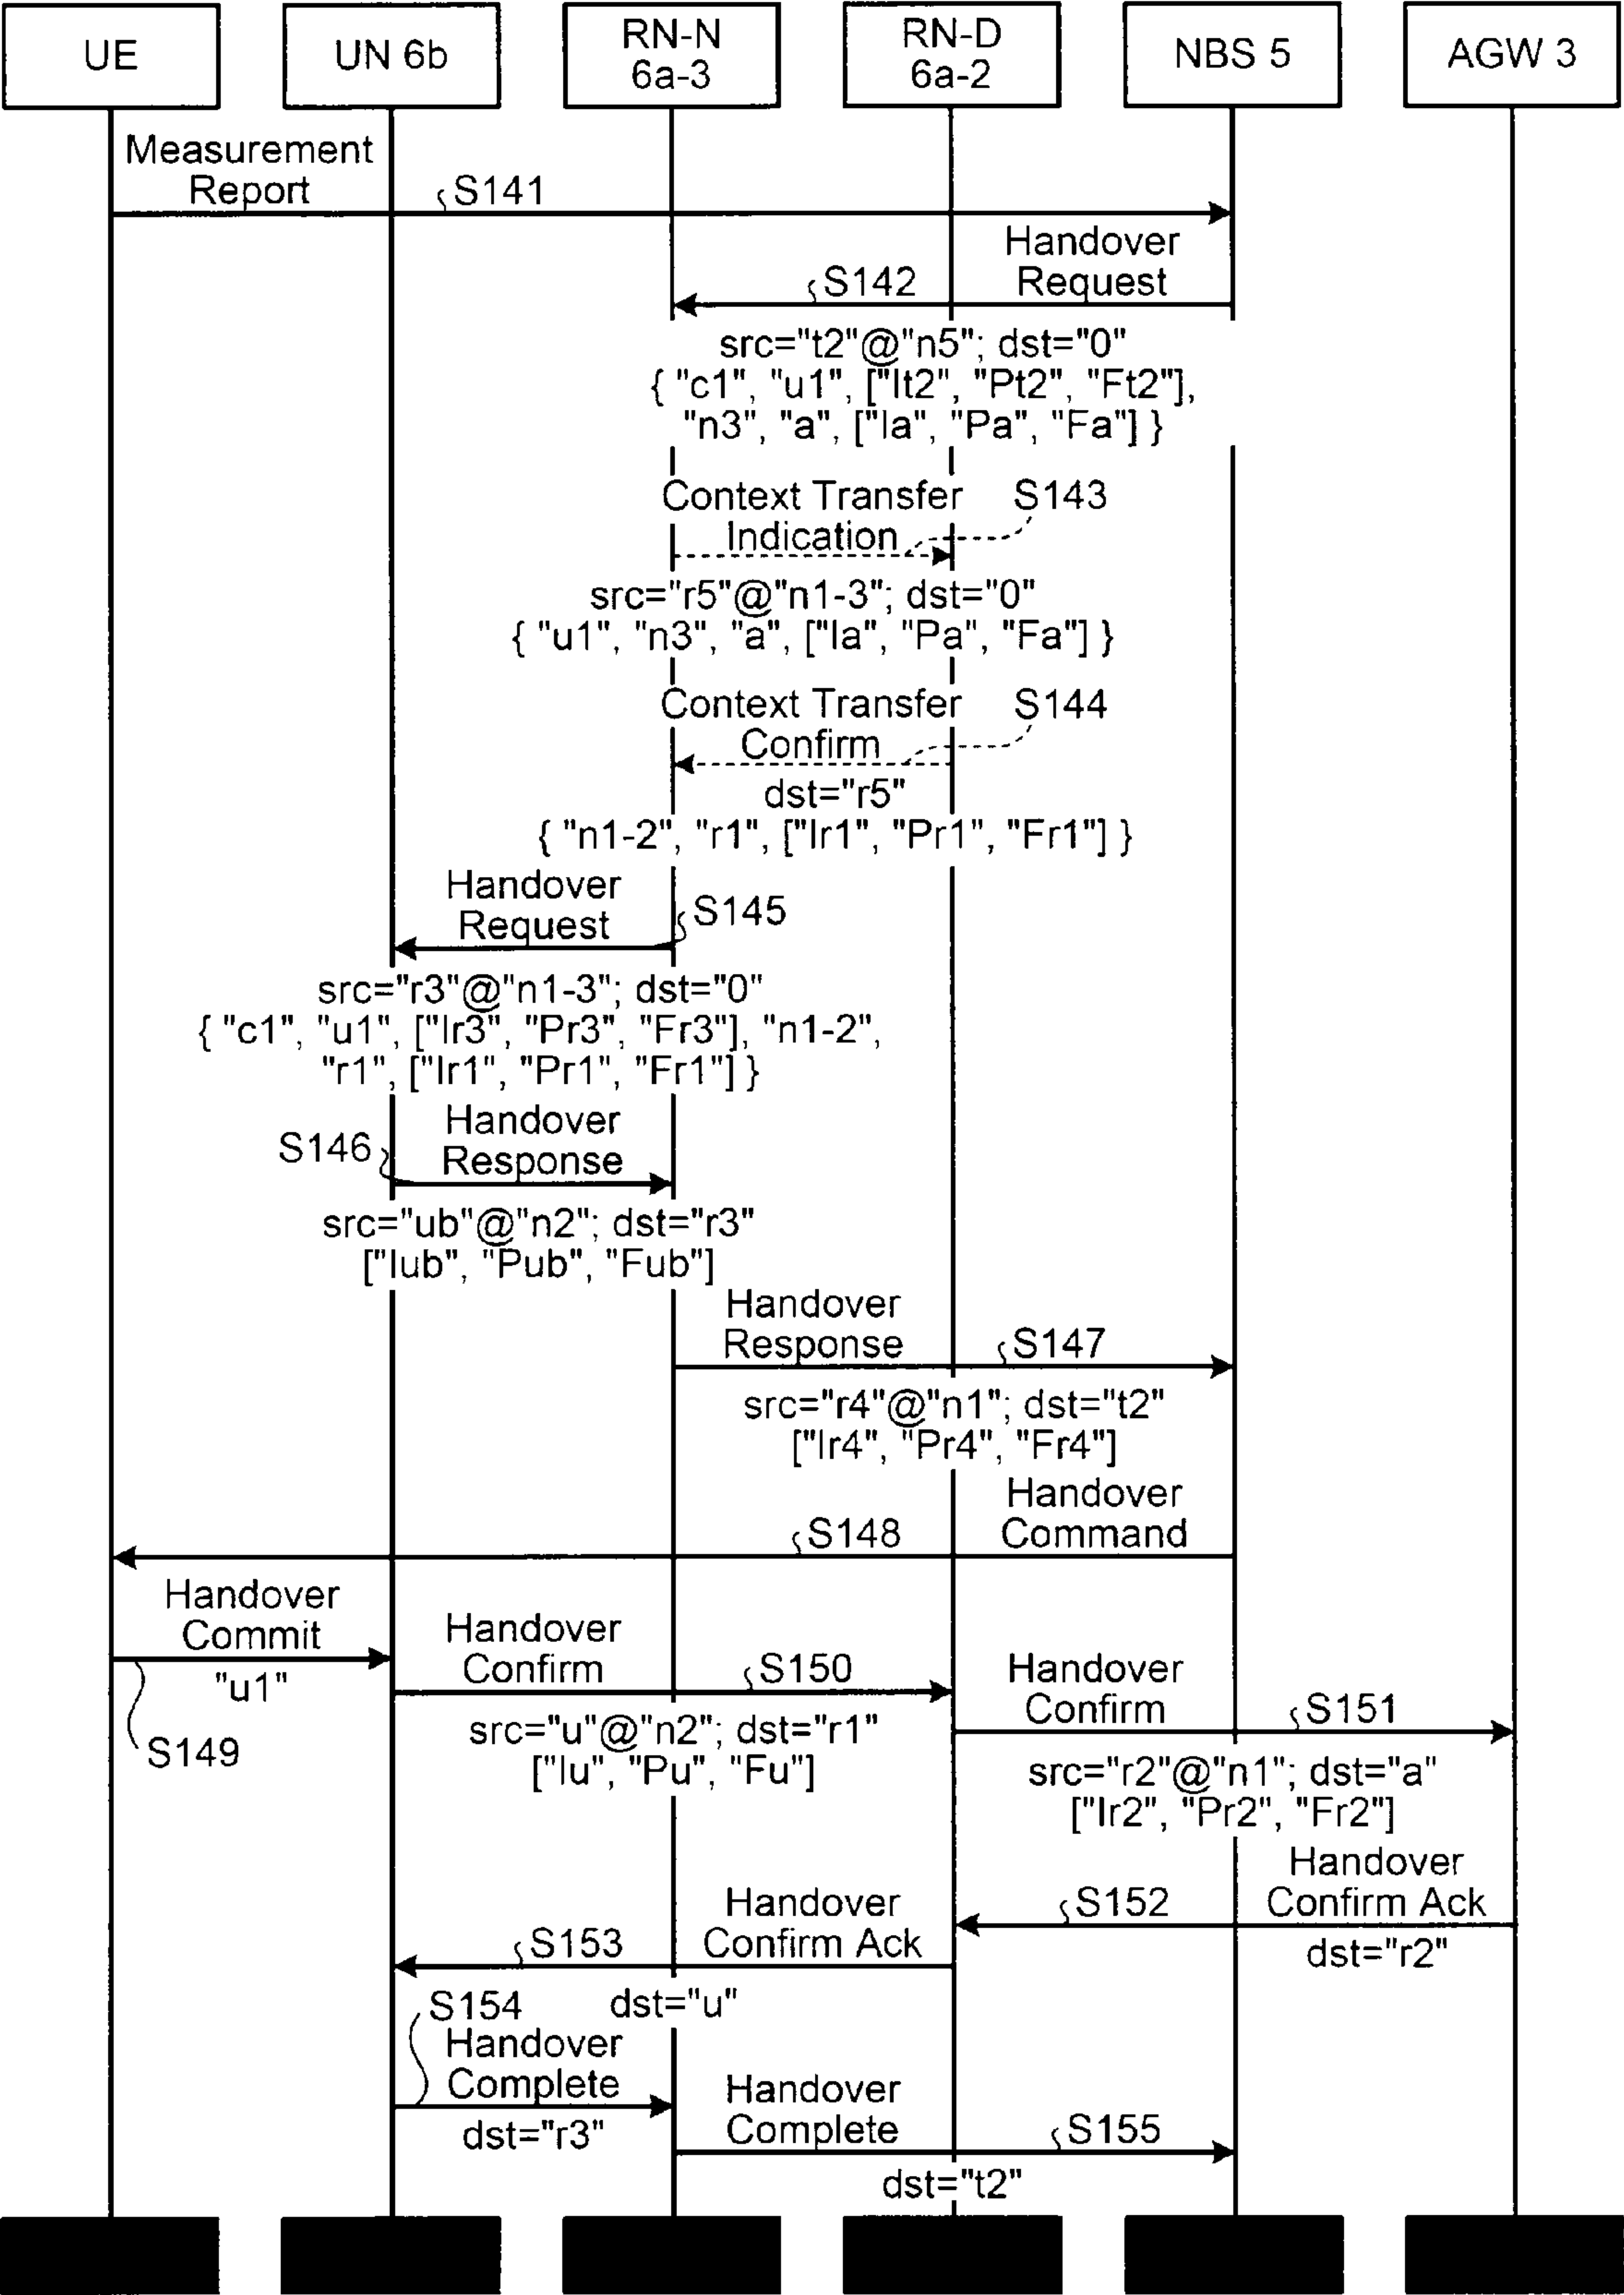 UE
UN 6b
RN-N
6a-3
RN-D
6a-2
NBS 5
AGW 3
Measurement
Report
S141
Handover
Request
S142
src="t2"@"n5"; dst="0"
{ "c1", "u1", ["It2", "Pt2", "Ft2"],
"n3", "a", ["Ia", "Pa", "Fa"] }
Context Transfer
Indication
S143
src="r5"@"n1-3"; dst="0"
{ "u1", "n3", "a", ["Ia", "Pa", "Fa"] }
Context Transfer
Confirm
S144
dst="r5"
{ "n1-2", "r1", ["Ir1", "Pr1", "Fr1"] }
Handover
Request
S145
src="r3"@"n1-3"; dst="0"
{ "c1", "u1", ["Ir3", "Pr3", "Fr3"], "n1-2",
"r1", ["Ir1", "Pr1", "Fr1"] }
Handover
Response
S146
src="ub"@"n2"; dst="r3"
["Iub", "Pub", "Fub"]
Handover
Response
S147
src="r4"@"n1"; dst="t2"
["Ir4", "Pr4", "Fr4"]
Handover
Command
S148
Handover
Commit
"u1"
S149
Handover
Confirm
S150
src="u"@"n2"; dst="r1"
["Iu", "Pu", "Fu"]
Handover
Confirm
S151
src="r2"@"n1"; dst="a"
["Ir2", "Pr2", "Fr2"]
Handover
Confirm Ack
S152
dst="r2"
Handover
Confirm Ack
S153
dst="u"
S154
Handover
Complete
dst="r3"
Handover
Complete
S155
dst="t2"